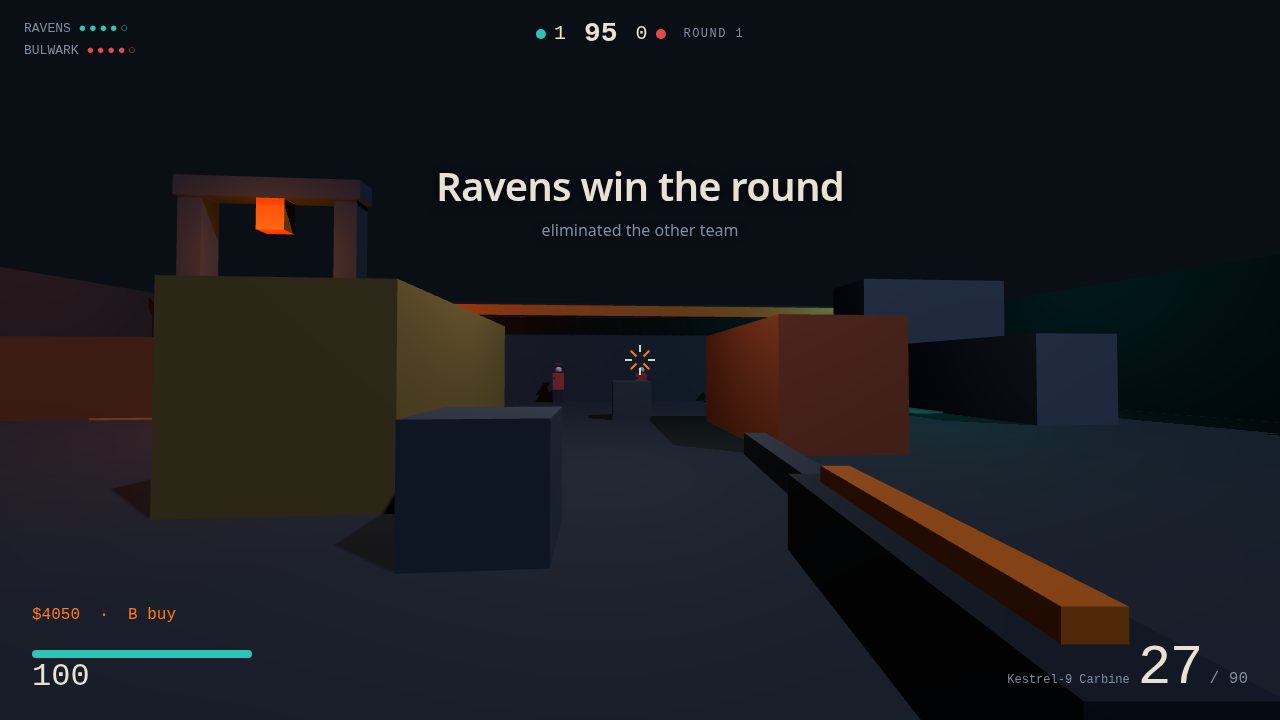 RAVENS ●●●●○
BULWARK ●●●●○
1 95 0 ROUND 1
Ravens win the round
eliminated the other team
$4050 · B buy
100
Kestrel-9 Carbine 27 / 90